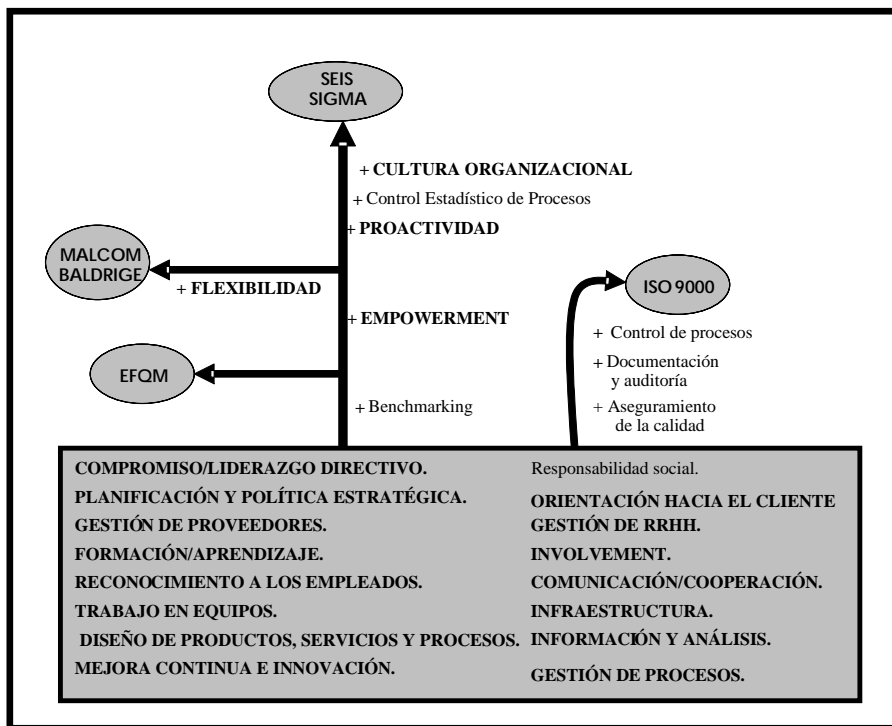 SEIS
SIGMA
+ CULTURA ORGANIZACIONAL
+ Control Estadístico de Procesos
+ PROACTIVIDAD
MALCOM
BALDRIGE
+ FLEXIBILIDAD
ISO 9000
+ EMPOWERMENT
+ Control de procesos
+ Documentación
y auditoría
EFQM
+ Benchmarking
+ Aseguramiento
de la calidad
COMPROMISO/LIDERAZGO DIRECTIVO.
PLANIFICACIÓN Y POLÍTICA ESTRATÉGICA.
GESTIÓN DE PROVEEDORES.
FORMACIÓN/APRENDIZAJE.
RECONOCIMIENTO A LOS EMPLEADOS.
TRABAJO EN EQUIPOS.
DISEÑO DE PRODUCTOS, SERVICIOS Y PROCESOS.
MEJORA CONTINUA E INNOVACIÓN.
Responsabilidad social.
ORIENTACIÓN HACIA EL CLIENTE
GESTIÓN DE RRHH.
INVOLVEMENT.
COMUNICACIÓN/COOPERACIÓN.
INFRAESTRUCTURA.
INFORMACIÓN Y ANÁLISIS.
GESTIÓN DE PROCESOS.